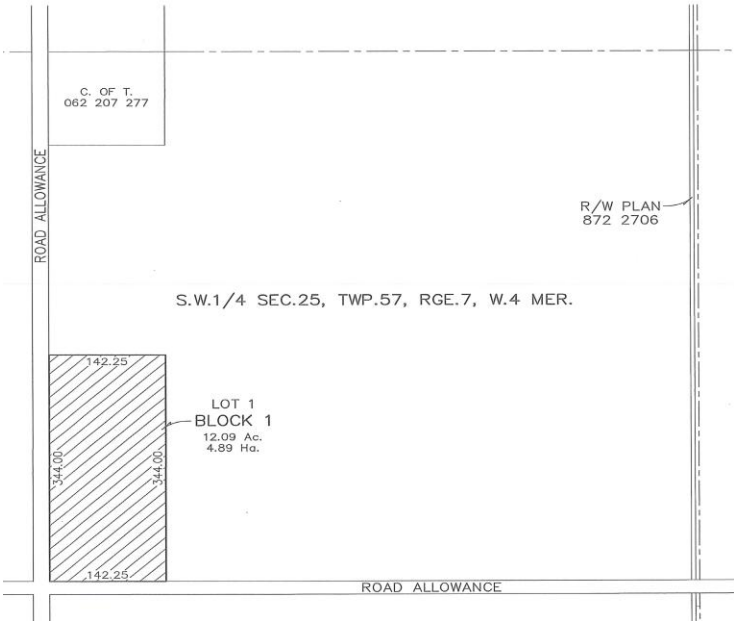 C. OF T.
062 207 277
ROAD ALLOWANCE
R/W PLAN
872 2706
S.W.1/4 SEC.25, TWP.57, RGE.7, W.4 MER.
142.25
LOT 1
BLOCK 1
12.09 Ac.
4.89 Ha.
344.00
344.00
142.25
ROAD ALLOWANCE